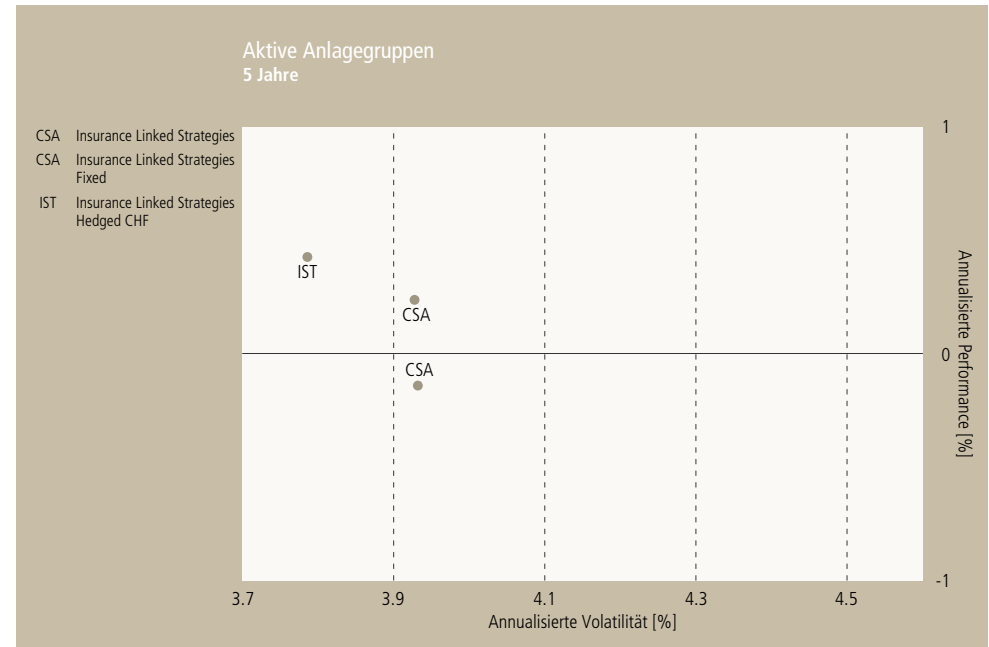 Aktive Anlagegruppen
5 Jahre
CSA Insurance Linked Strategies
CSA Insurance Linked Strategies
Fixed
IST Insurance Linked Strategies
Hedged CHF
1
IST
CSA
0
CSA
Annualisierte Performance [%]
-1
3.7 3.9 4.1 4.3 4.5
Annualisierte Volatilität [%]